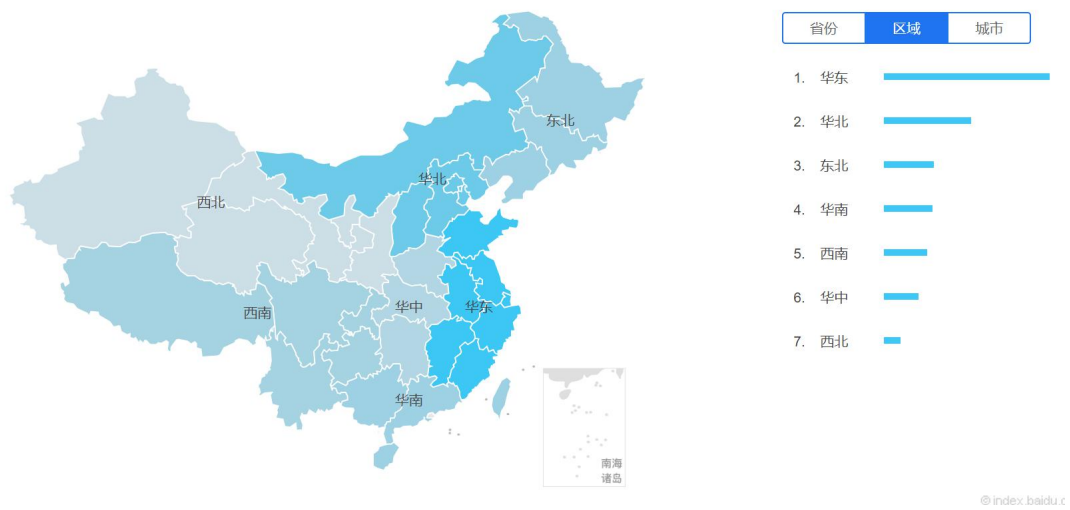 省份 区域 城市
1. 华东
2. 华北
3. 东北
4. 华南
5. 西南
6. 华中
7. 西北
东北
华北
西北
西南
华中
华东
华南
南海
诸岛
©index.baidu.c